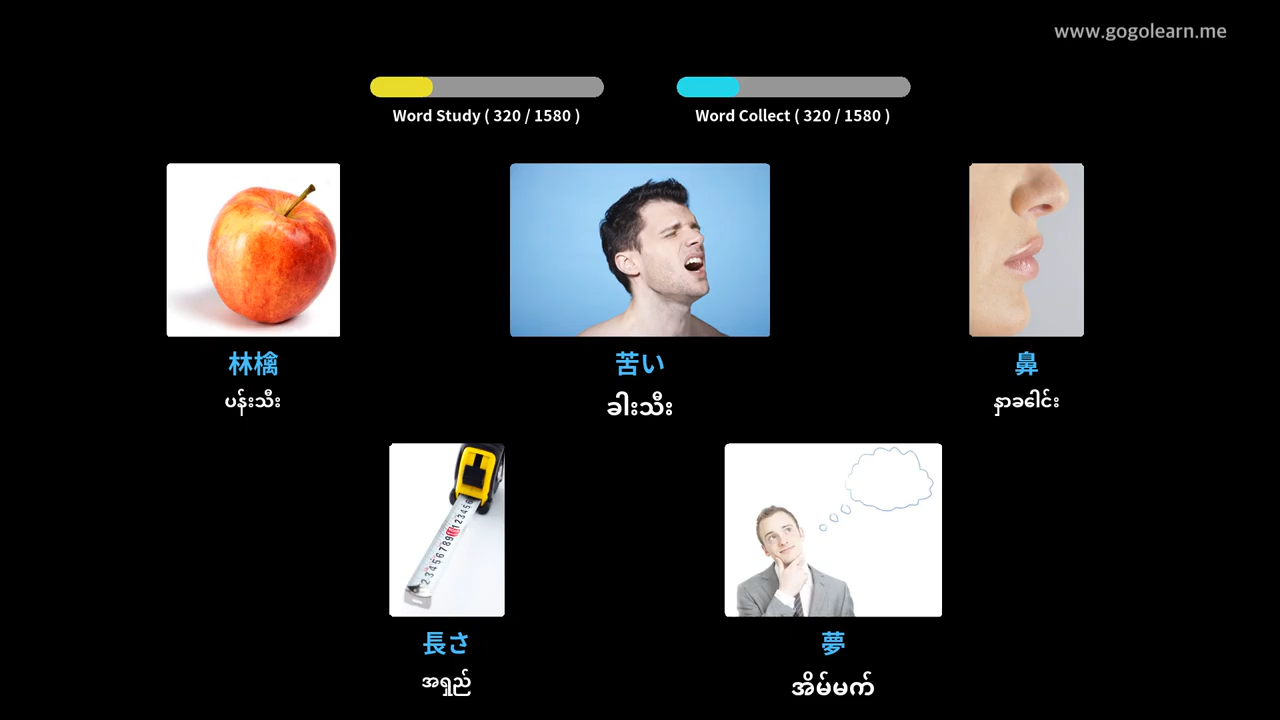 www.gogolearn.me
Word Study ( 320 / 1580 )
Word Collect ( 320 / 1580 )
林檎
ပန်းသီး
苦い
ခါးသီး
鼻
နှာခေါင်း
長さ
အရှည်
夢
အိမ်မက်